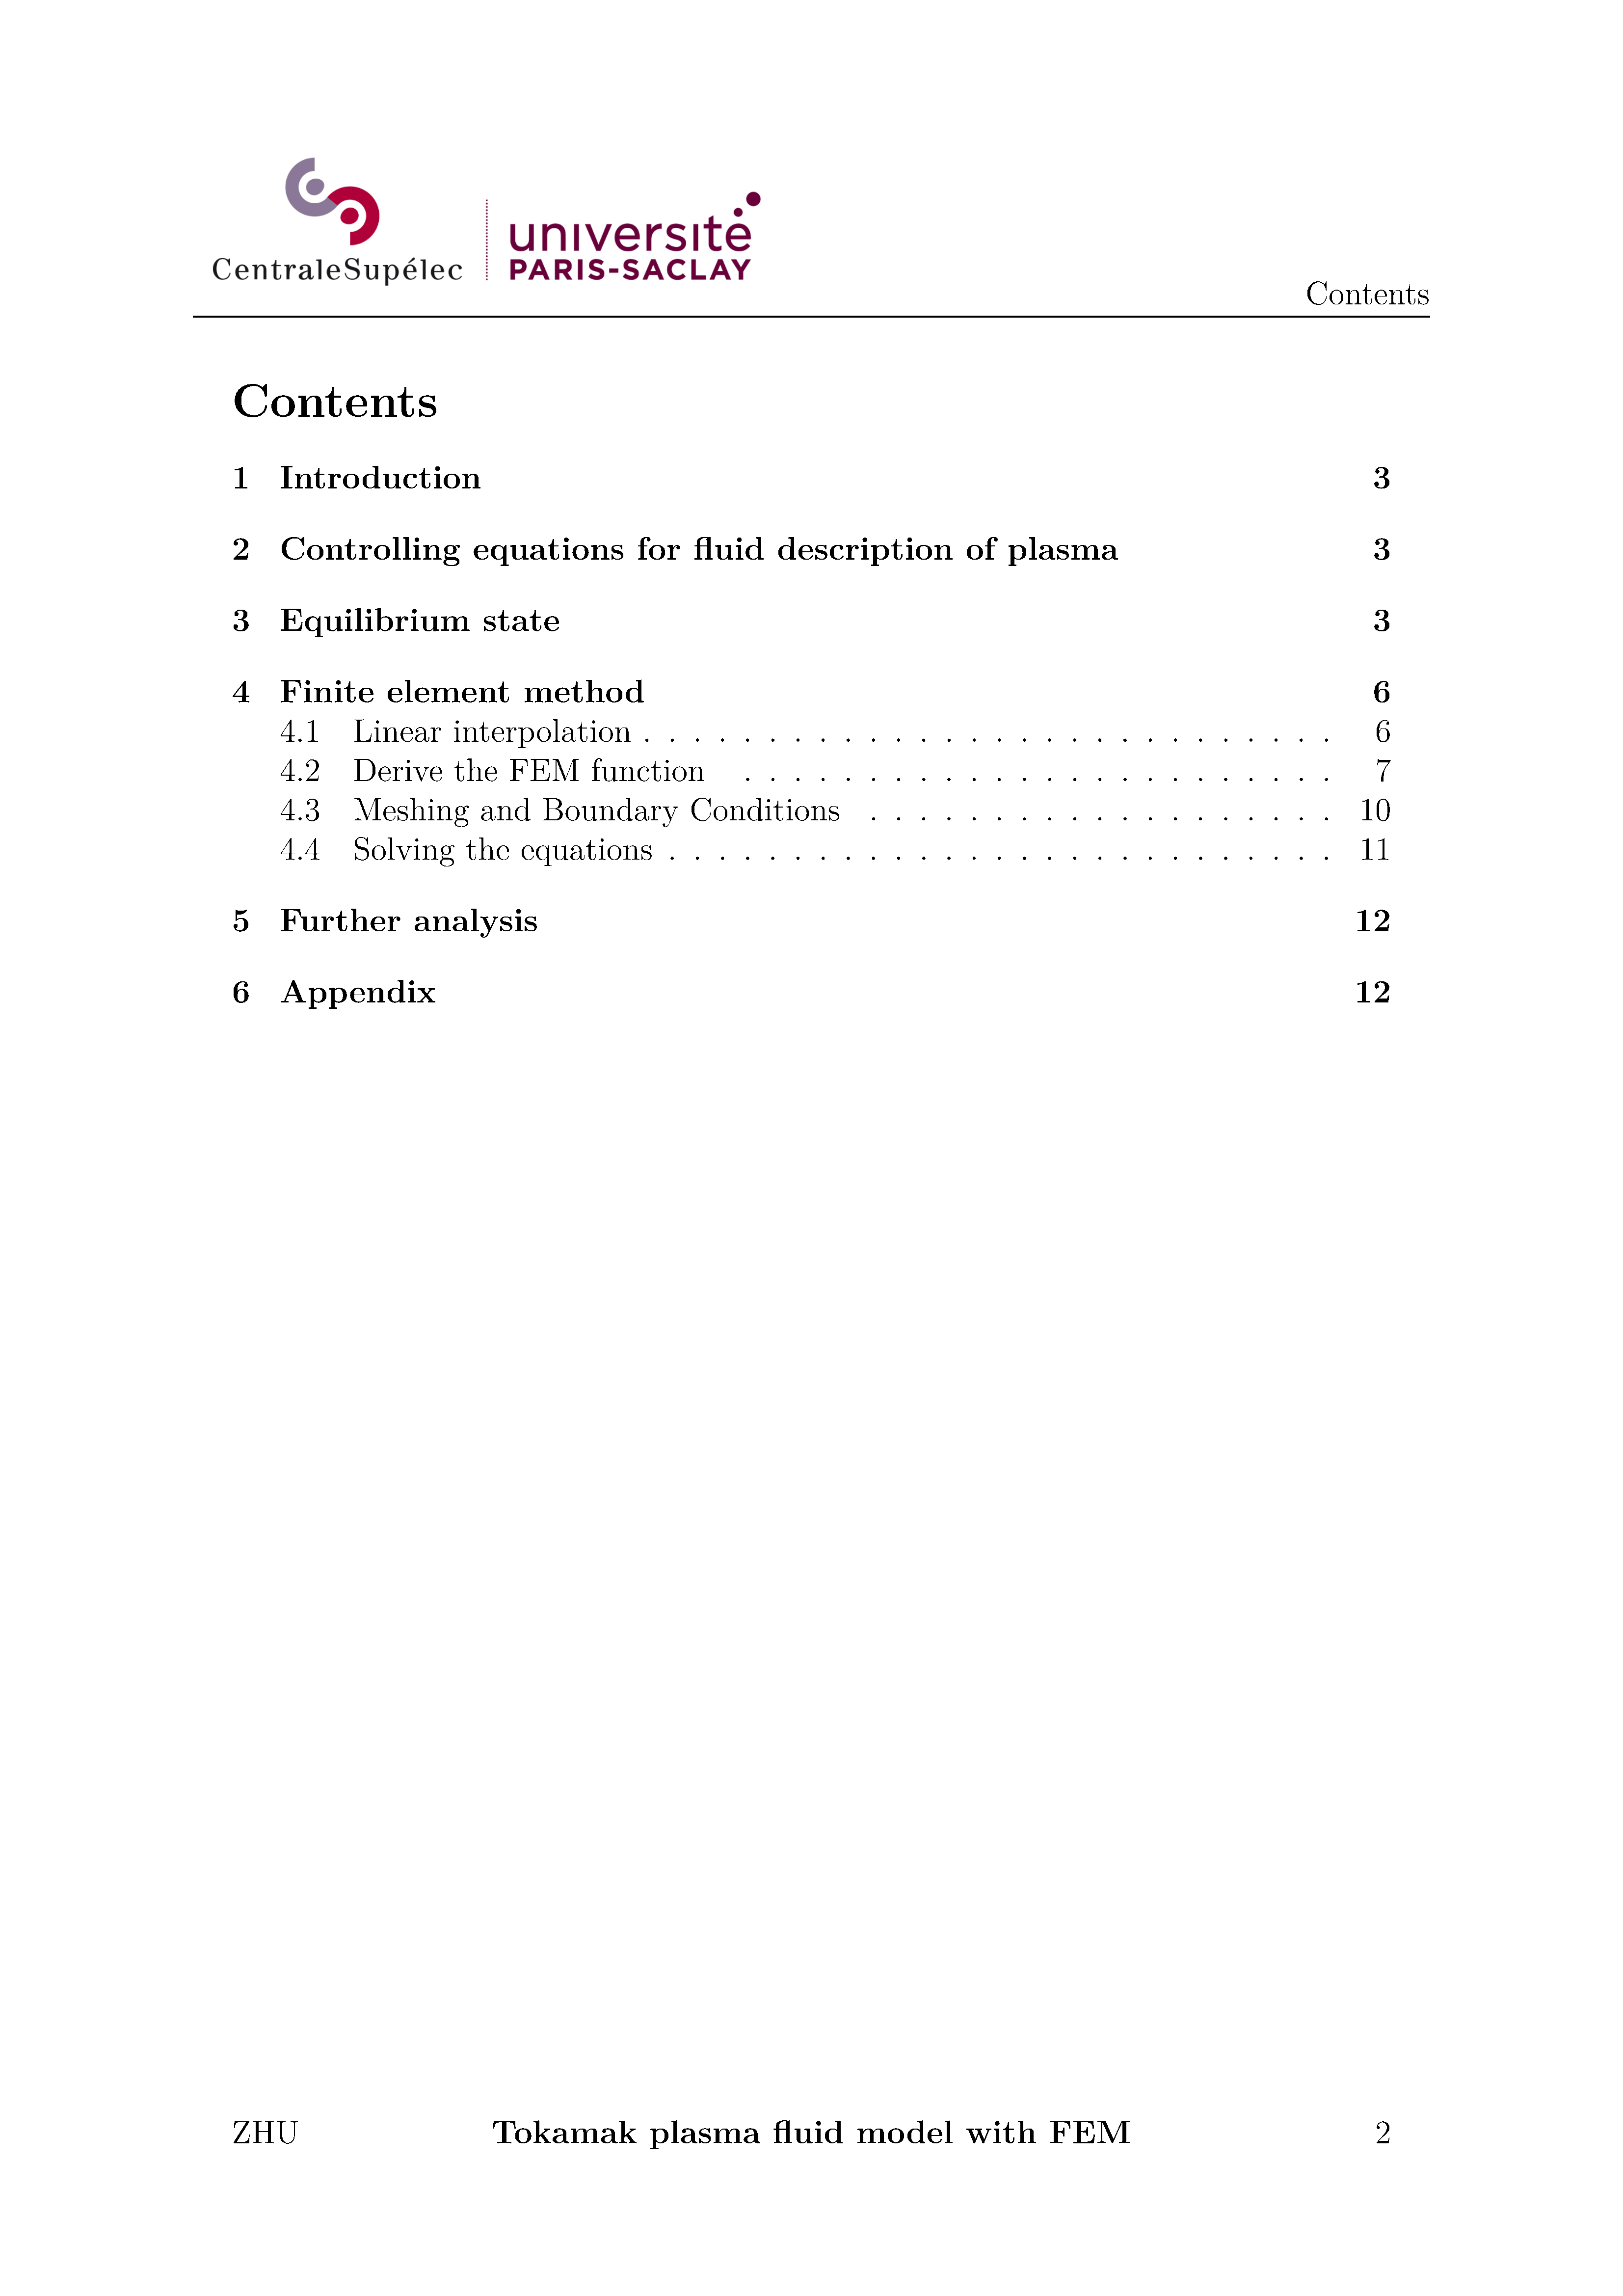 CentraleSupélec
université
PARIS-SACLAY
Contents
Contents
1 Introduction 3
2 Controlling equations for fluid description of plasma 3
3 Equilibrium state 3
4 Finite element method 6
4.1 Linear interpolation . . . . . . . . . . . . . . . . . . . . . . . . . . . . 6
4.2 Derive the FEM function . . . . . . . . . . . . . . . . . . . . . . . . 7
4.3 Meshing and Boundary Conditions . . . . . . . . . . . . . . . . . . . 10
4.4 Solving the equations . . . . . . . . . . . . . . . . . . . . . . . . . . . 11
5 Further analysis 12
6 Appendix 12
ZHU Tokamak plasma fluid model with FEM 2